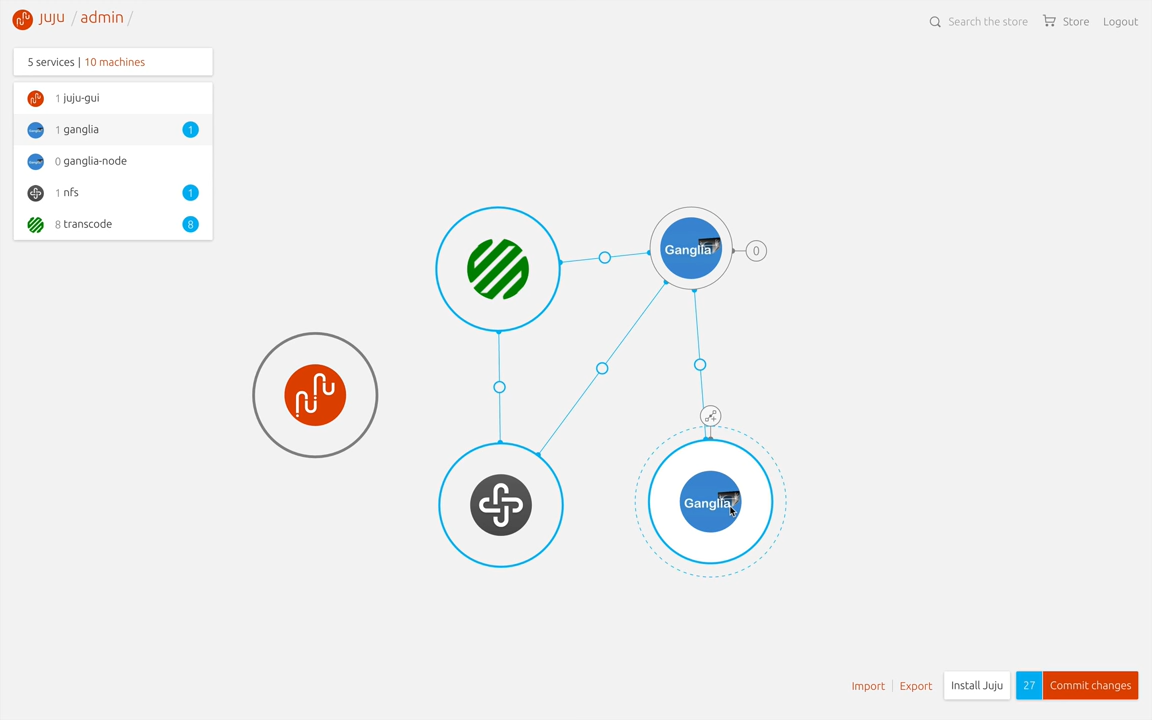 juju / admin /
Search the store
Store
Logout
5 services | 10 machines
1 juju-gui
1 ganglia 1
0 ganglia-node
1 nfs 1
8 transcode 8
Ganglia
0
Ganglia
Import | Export
Install Juju
27 Commit changes